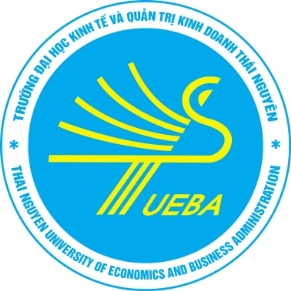 TRƯỜNG ĐẠI HỌC KINH TẾ VÀ QUẢN TRỊ KINH DOANH THÁI NGUYÊN
UEBA
THAI NGUYEN UNIVERSITY OF ECONOMICS AND BUSINESS ADMINISTRATION